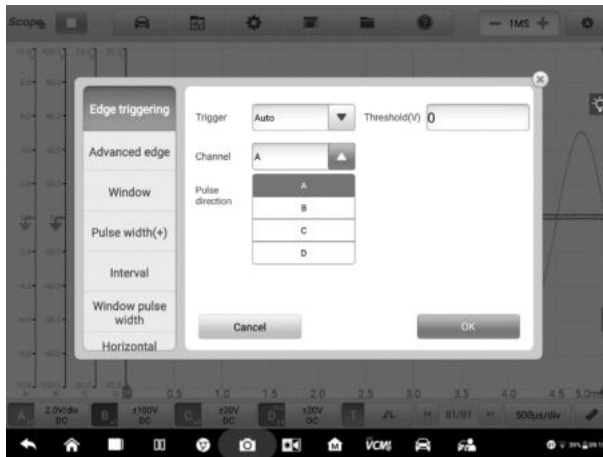 Scope
1MS
Edge triggering
Trigger
Auto
Threshold(V)
0
Advanced edge
Channel
A
Window
Pulse direction
A
B
C
D
Pulse width(+)
Interval
Window pulse width
Horizontal
Cancel
OK
0.5 1.0 1.5 2.0 2.5 3.0 3.5 4.0 4.5
A
2.0V/div
DC
B
±100V
DC
C
±20V
DC
D
±20V
DC
T
01/01
500µs/div
VCMI